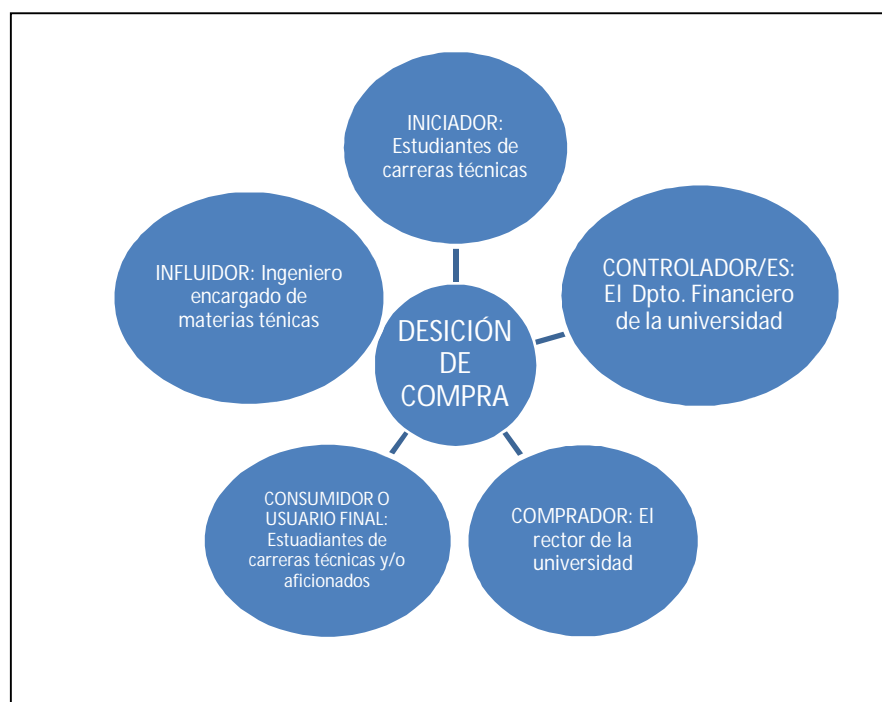 INICIADOR:
Estudiantes de
carreras técnicas
CONTROLADOR/ES:
El Dpto. Financiero
de la universidad
COMPRADOR: El
rector de la
universidad
CONSUMIDOR O
USUARIO FINAL:
Estuadiantes de
carreras técnicas y/o
aficionados
INFLUIDOR: Ingeniero
encargado de
materias ténicas
DESICIÓN
DE
COMPRA